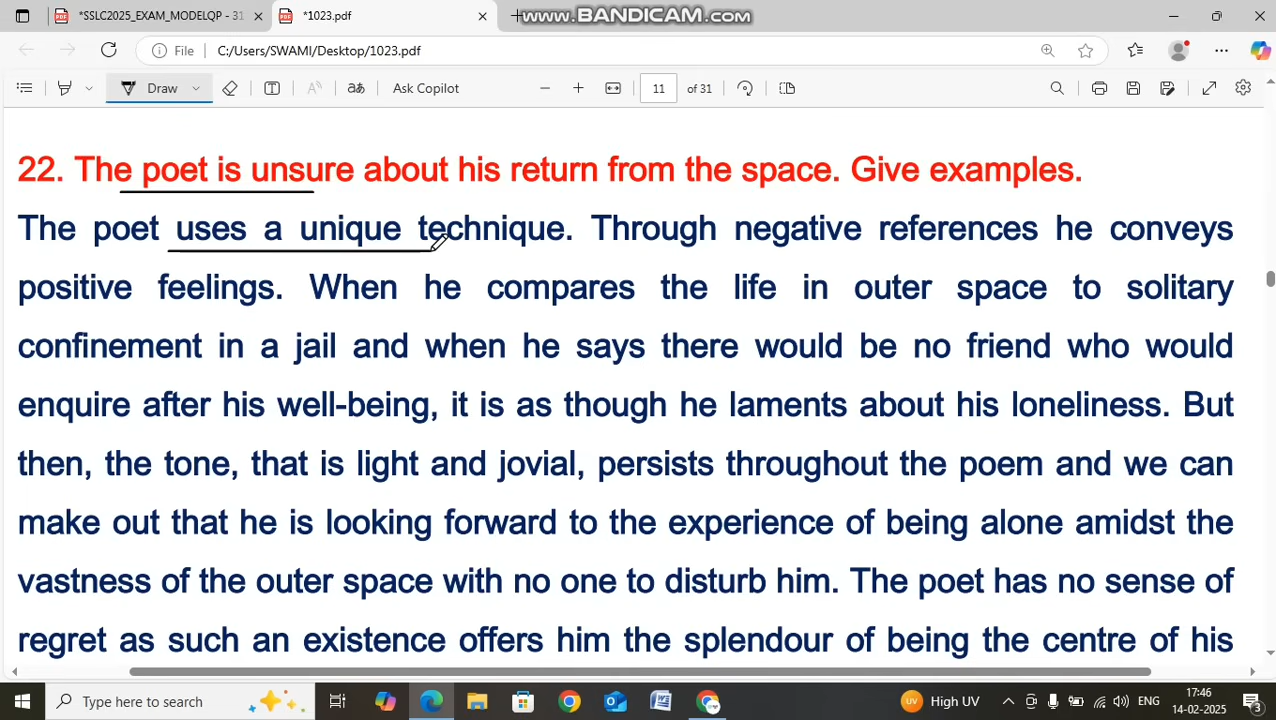 *SSLC2025_EXAM_MODELQP - 31
*1023.pdf
www.BANDICAM.com
File C:/Users/SWAMI/Desktop/1023.pdf
Draw
aあ
Ask Copilot
11 of 31
22. The poet is unsure about his return from the space. Give examples.
The poet uses a unique technique. Through negative references he conveys
positive feelings. When he compares the life in outer space to solitary
confinement in a jail and when he says there would be no friend who would
enquire after his well-being, it is as though he laments about his loneliness. But
then, the tone, that is light and jovial, persists throughout the poem and we can
make out that he is looking forward to the experience of being alone amidst the
vastness of the outer space with no one to disturb him. The poet has no sense of
regret as such an existence offers him the splendour of being the centre of his
Type here to search
High UV
ENG
17:46
14-02-2025
3